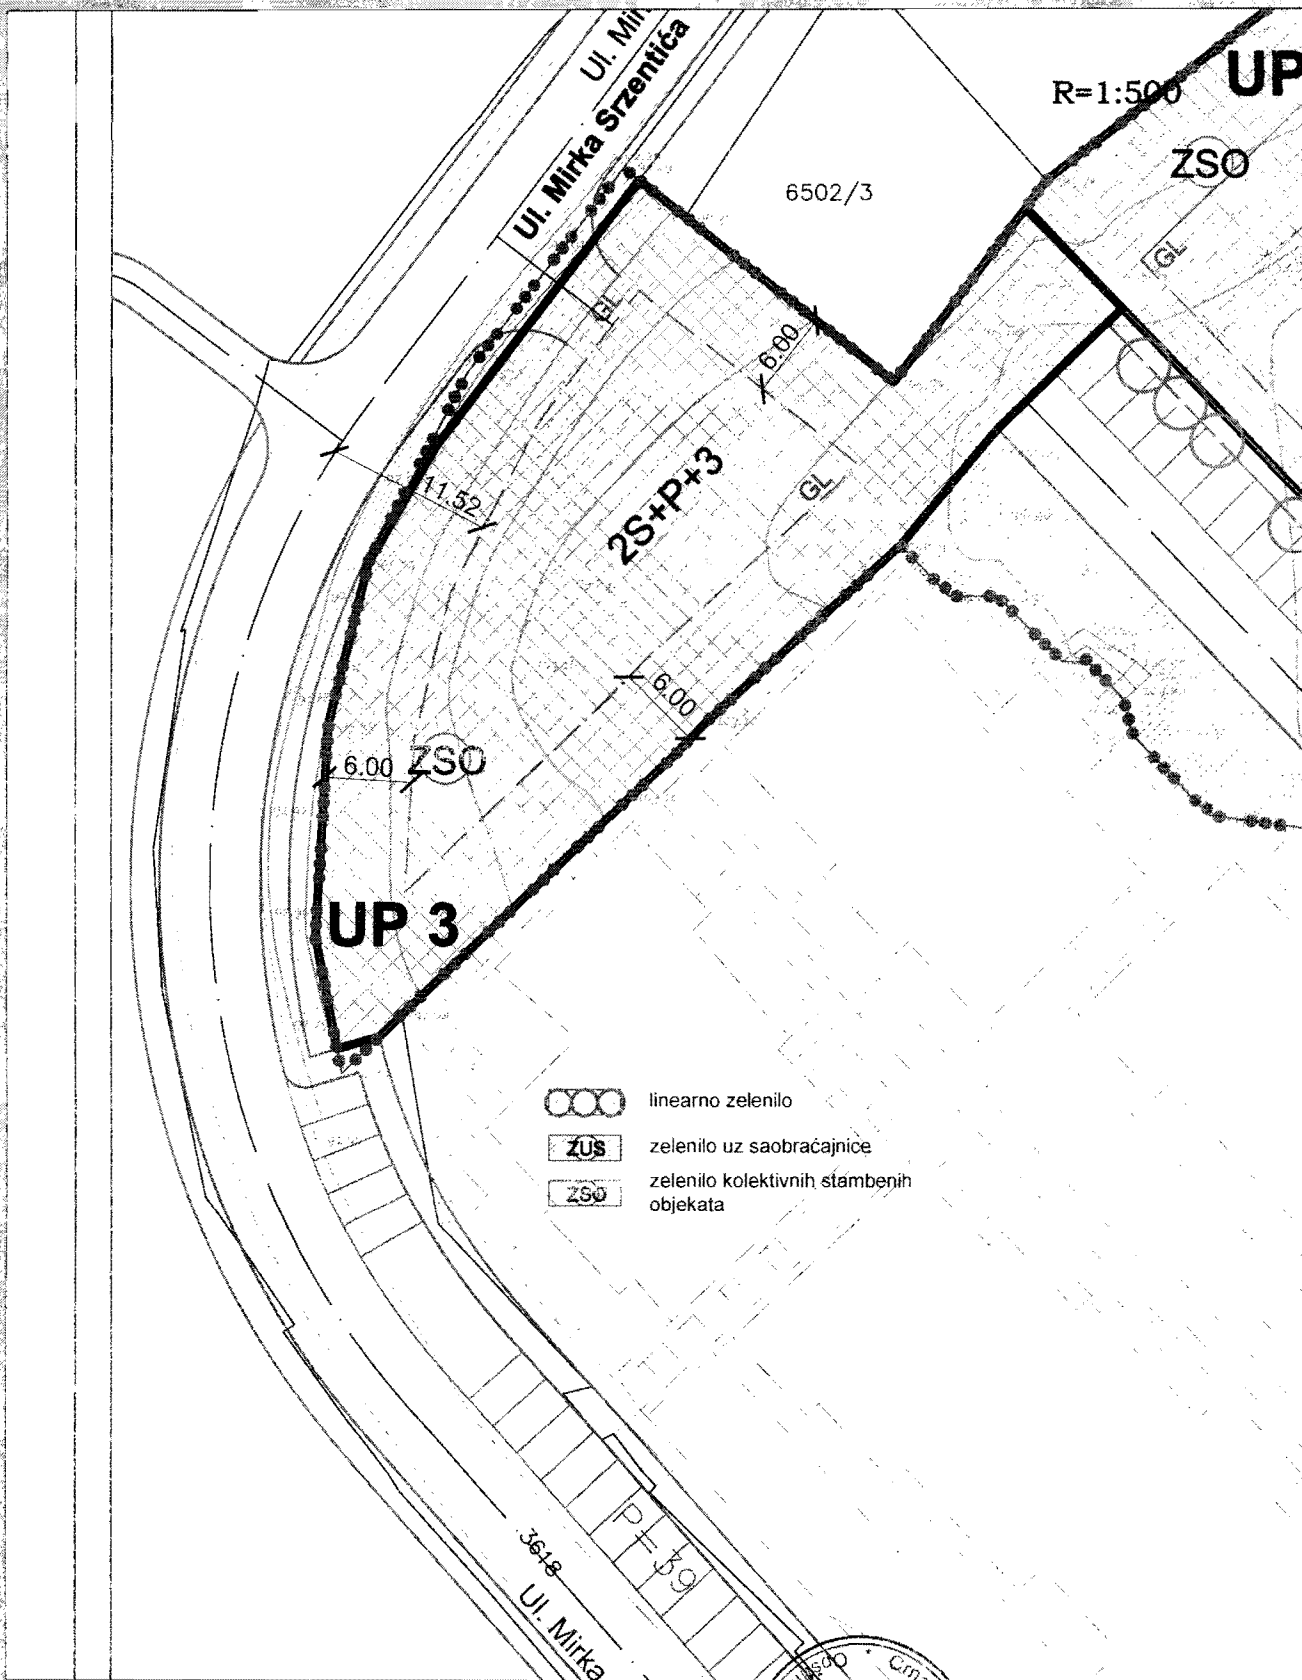 Ul. Mirka Srzentića
UP
R=1:500
ZSO
6502/3
GL
GL
6.00
2S+P+3
GL
11.52
6.00
6.00
ZSO
UP 3
linearno zelenilo
ZUS
zelenilo uz saobraćajnice
ZSO
zelenilo kolektivnih stambenih
objekata
P=39
3618
Ul. Mirka